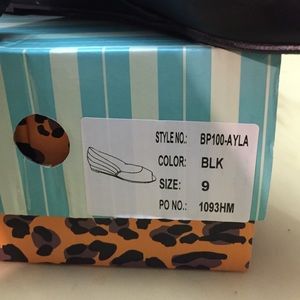 STYLE NO.: BP100-AYLA
COLOR: BLK
SIZE: 9
PO NO.: 1093HM